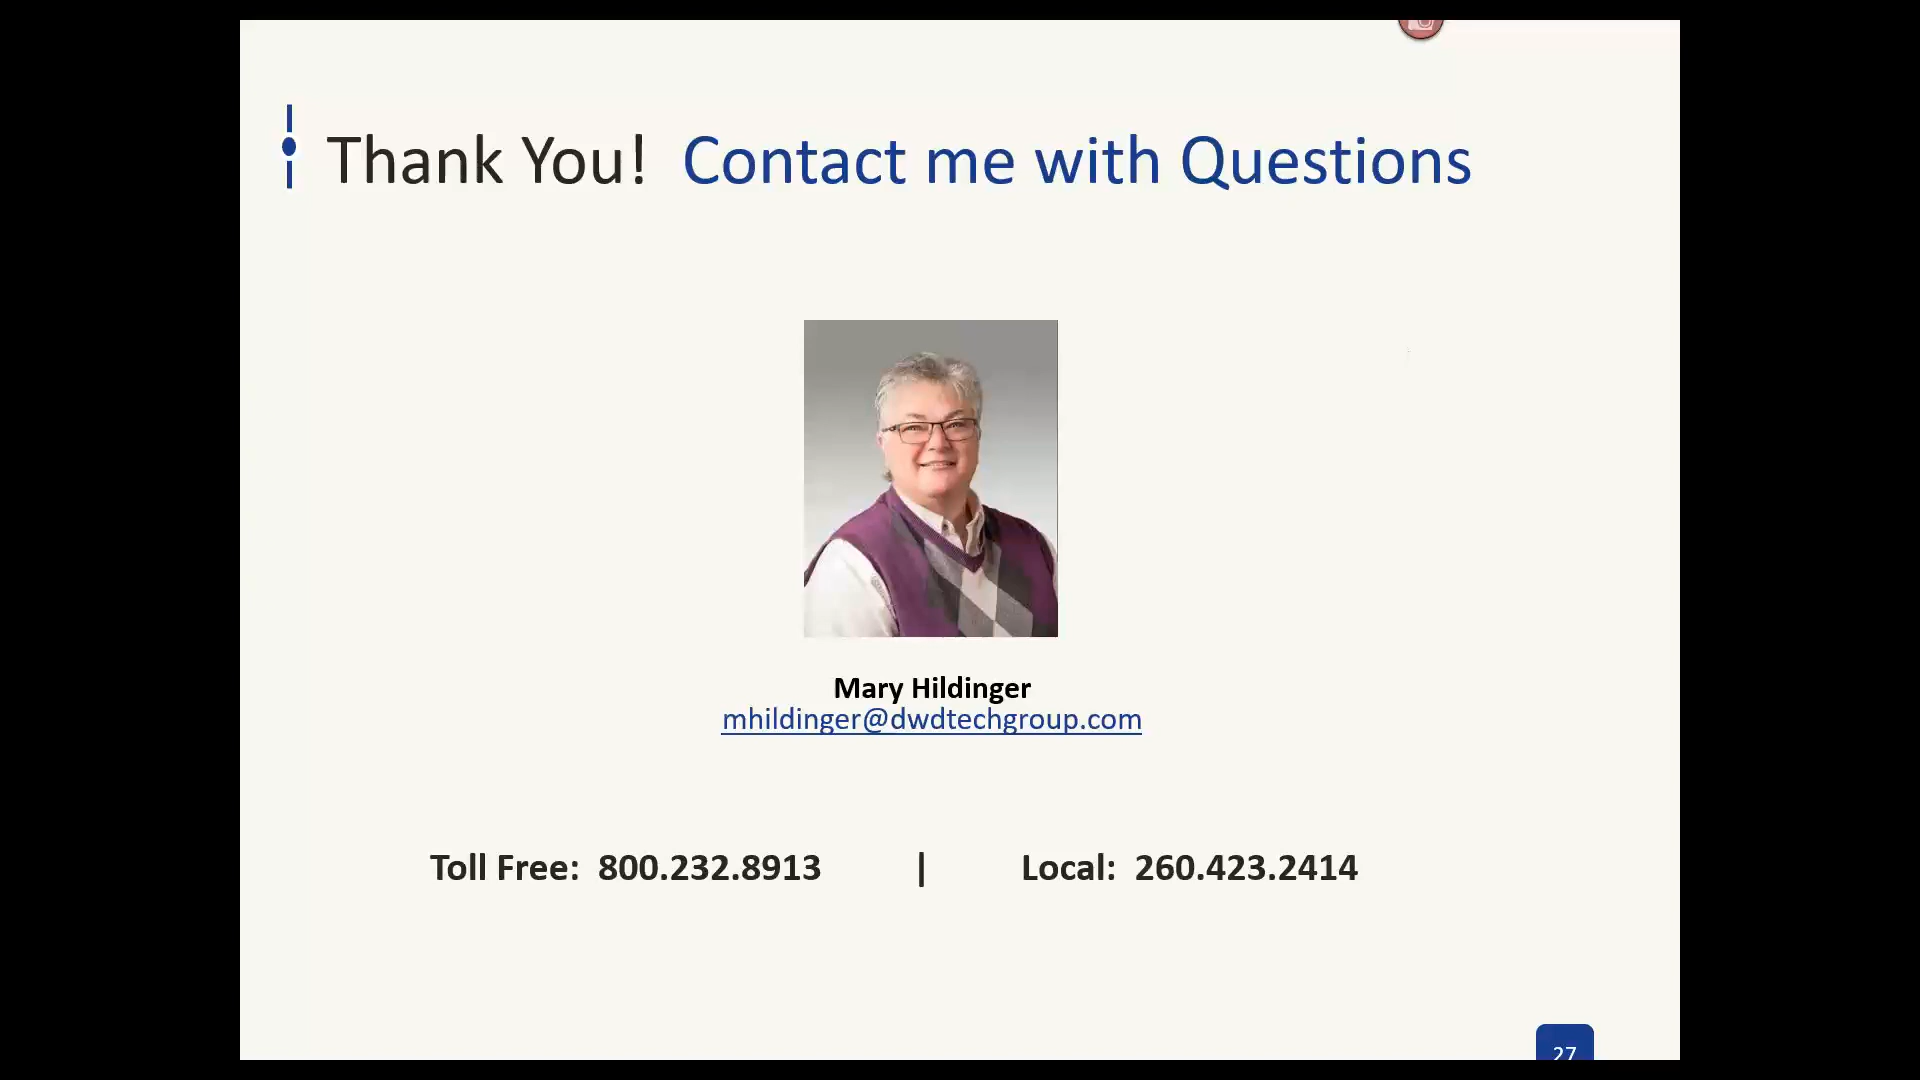 Thank You! Contact me with Questions
Mary Hildinger
mhildinger@dwdtechgroup.com
Toll Free: 800.232.8913 | Local: 260.423.2414
27